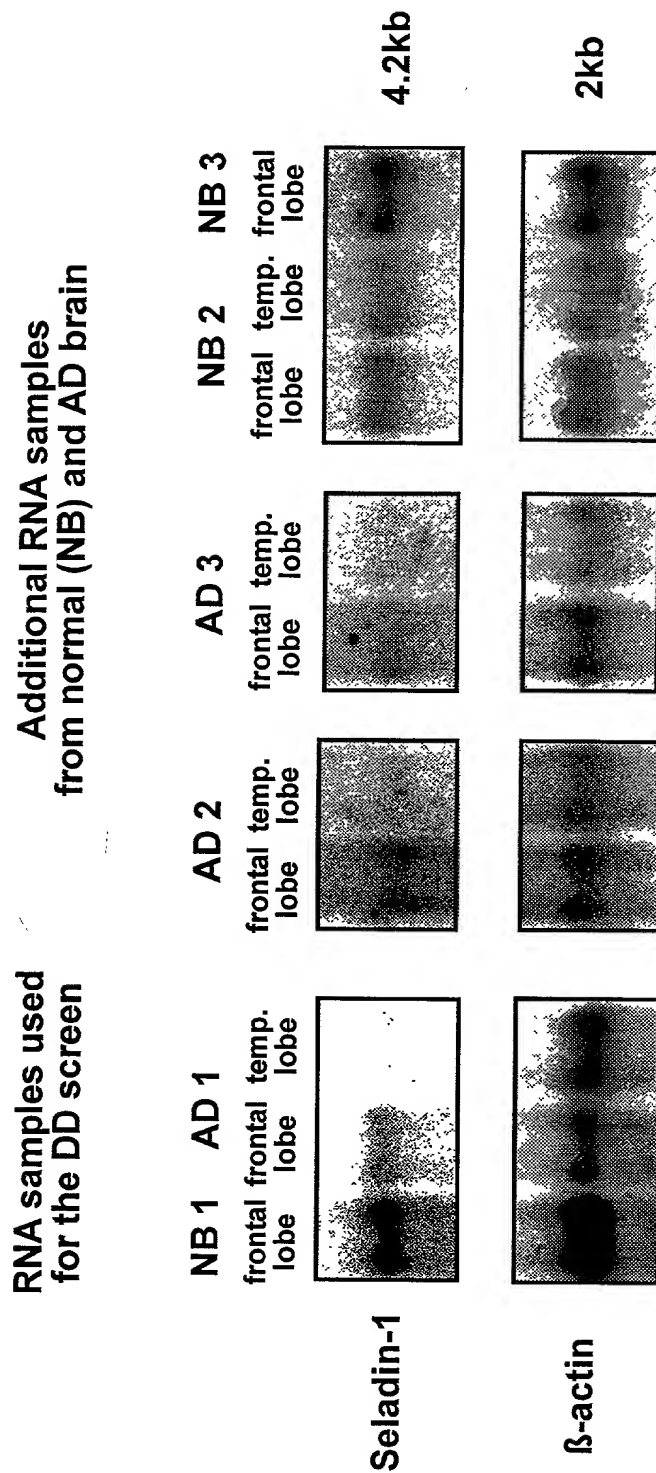 RNA samples used
for the DD screen
Additional RNA samples
from normal (NB) and AD brain
NB 1 AD 1
AD 2
AD 3
NB 2 NB 3
frontal frontal temp.
lobe lobe lobe
frontal temp.
lobe lobe
frontal temp.
lobe lobe
frontal temp. frontal
lobe lobe lobe
Seladin-1
4.2kb
ß-actin
2kb